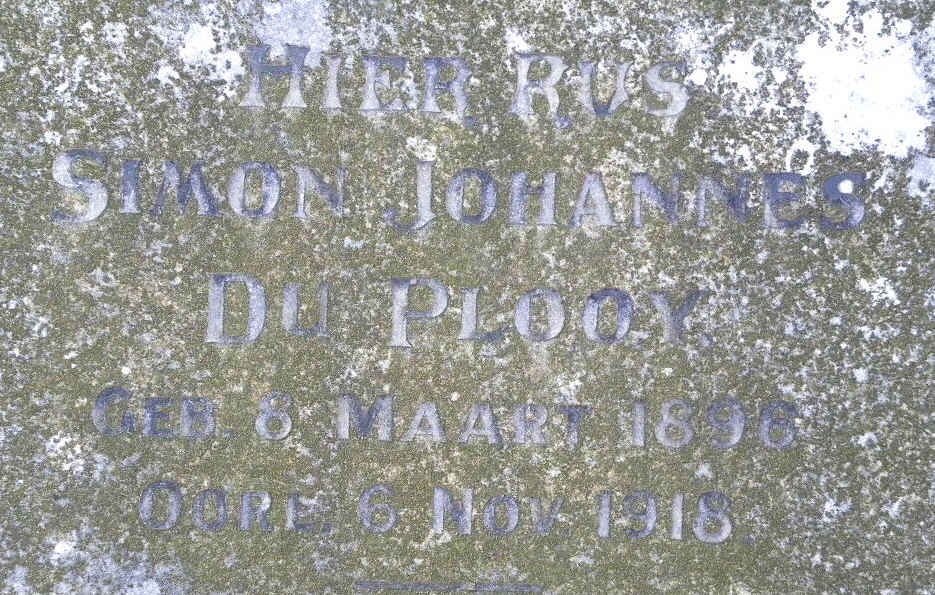 HIER RUS
SIMON JOHANNES
DU PLOOY.
GEB. 8 MAART 1896
OORL. 6 NOV. 1918.